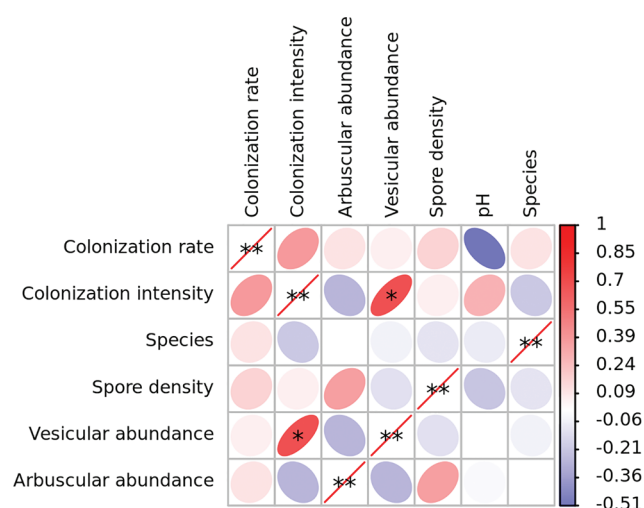 Colonization rate
Colonization intensity
Arbuscular abundance
Vesicular abundance
Spore density
pH
Species
Colonization rate
**
Colonization intensity
**
*
Species
**
Spore density
**
Vesicular abundance
*
**
Arbuscular abundance
**
1
0.85
0.7
0.55
0.39
0.24
0.09
-0.06
-0.21
-0.36
-0.51